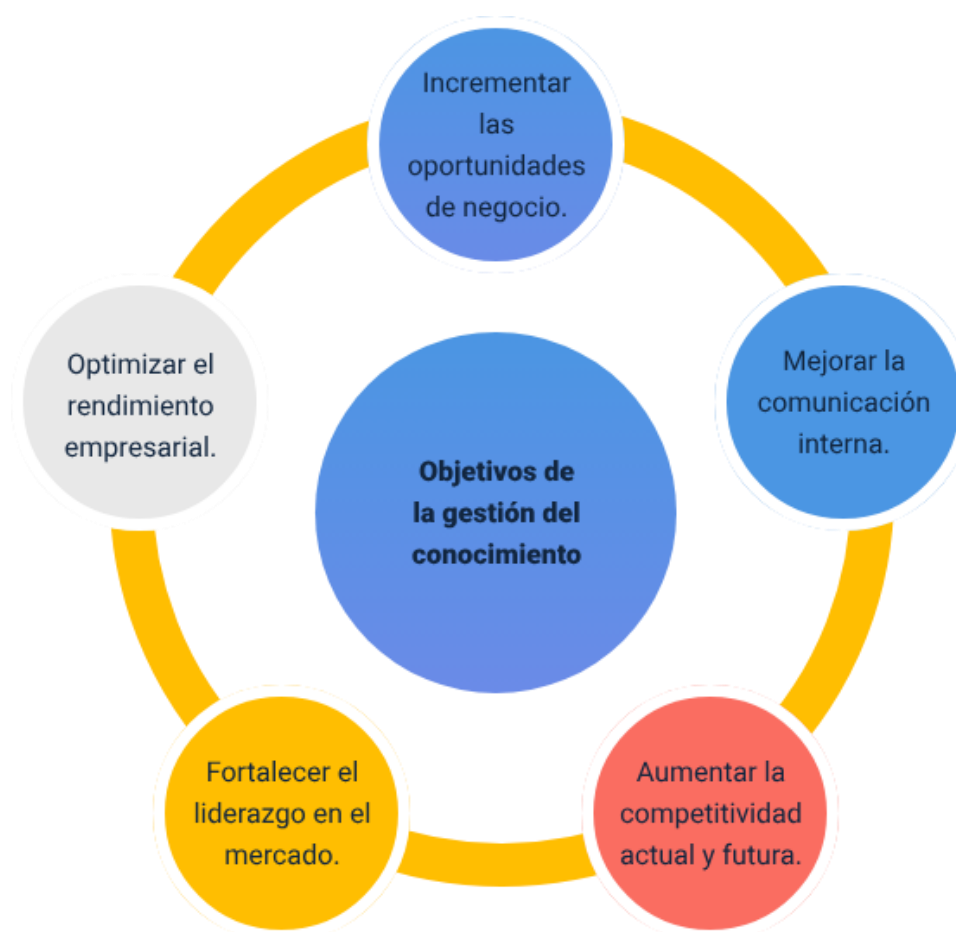 Incrementar
las
oportunidades
de negocio.
Mejorar la
comunicación
interna.
Aumentar la
competitividad
actual y futura.
Fortalecer el
liderazgo en el
mercado.
Optimizar el
rendimiento
empresarial.
Objetivos de
la gestión del
conocimiento